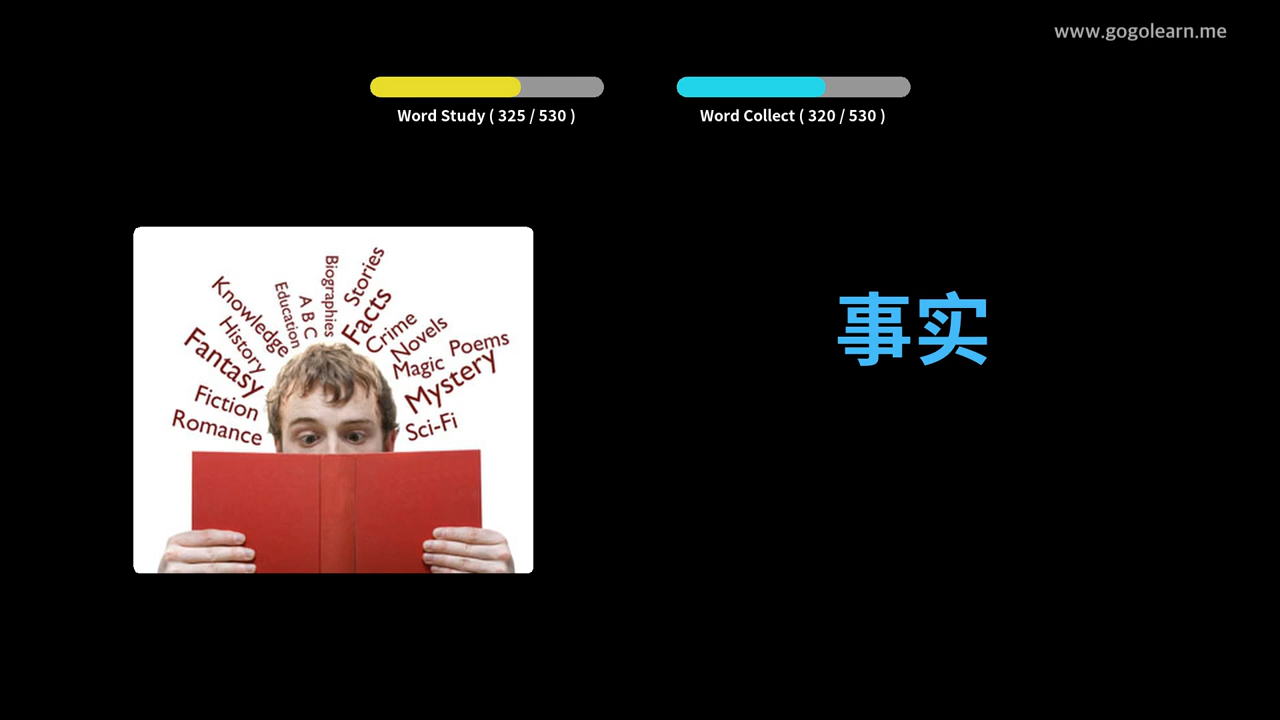 www.gogolearn.me
Word Study ( 325 / 530 )
Word Collect ( 320 / 530 )
Romance
Fiction
Fantasy
History
Knowledge
Education
A B C
Biographies
Stories
Facts
Crime
Novels
Magic
Poems
Mystery
Sci-Fi
事实